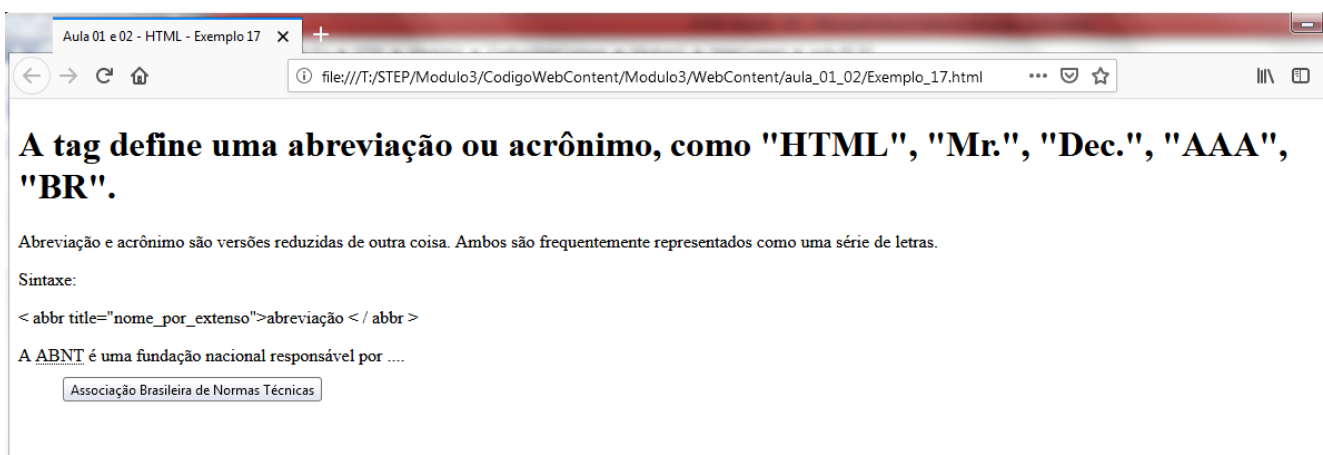 Aula 01 e 02 - HTML - Exemplo 17
file:///T:/STEP/Modulo3/CodigoWebContent/Modulo3/WebContent/aula_01_02/Exemplo_17.html
A tag define uma abreviação ou acrônimo, como "HTML", "Mr.", "Dec.", "AAA",
"BR".
Abreviação e acrônimo são versões reduzidas de outra coisa. Ambos são frequentemente representados como uma série de letras.
Sintaxe:
< abbr title="nome_por_extenso">abreviação < / abbr >
A ABNT é uma fundação nacional responsável por ....
Associação Brasileira de Normas Técnicas